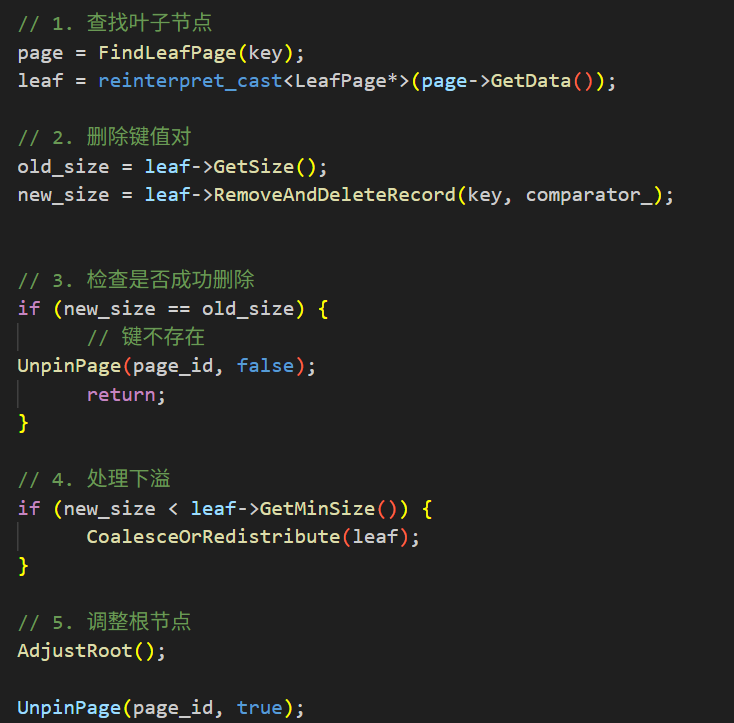 // 1. 查找叶子节点
page = FindLeafPage(key);
leaf = reinterpret_cast<LeafPage*>(page->GetData());
// 2. 删除键值对
old_size = leaf->GetSize();
new_size = leaf->RemoveAndDeleteRecord(key, comparator_);
// 3. 检查是否成功删除
if (new_size == old_size) {
// 键不存在
UnpinPage(page_id, false);
return;
}
// 4. 处理下溢
if (new_size < leaf->GetMinSize()) {
CoalesceOrRedistribute(leaf);
}
// 5. 调整根节点
AdjustRoot();
UnpinPage(page_id, true);